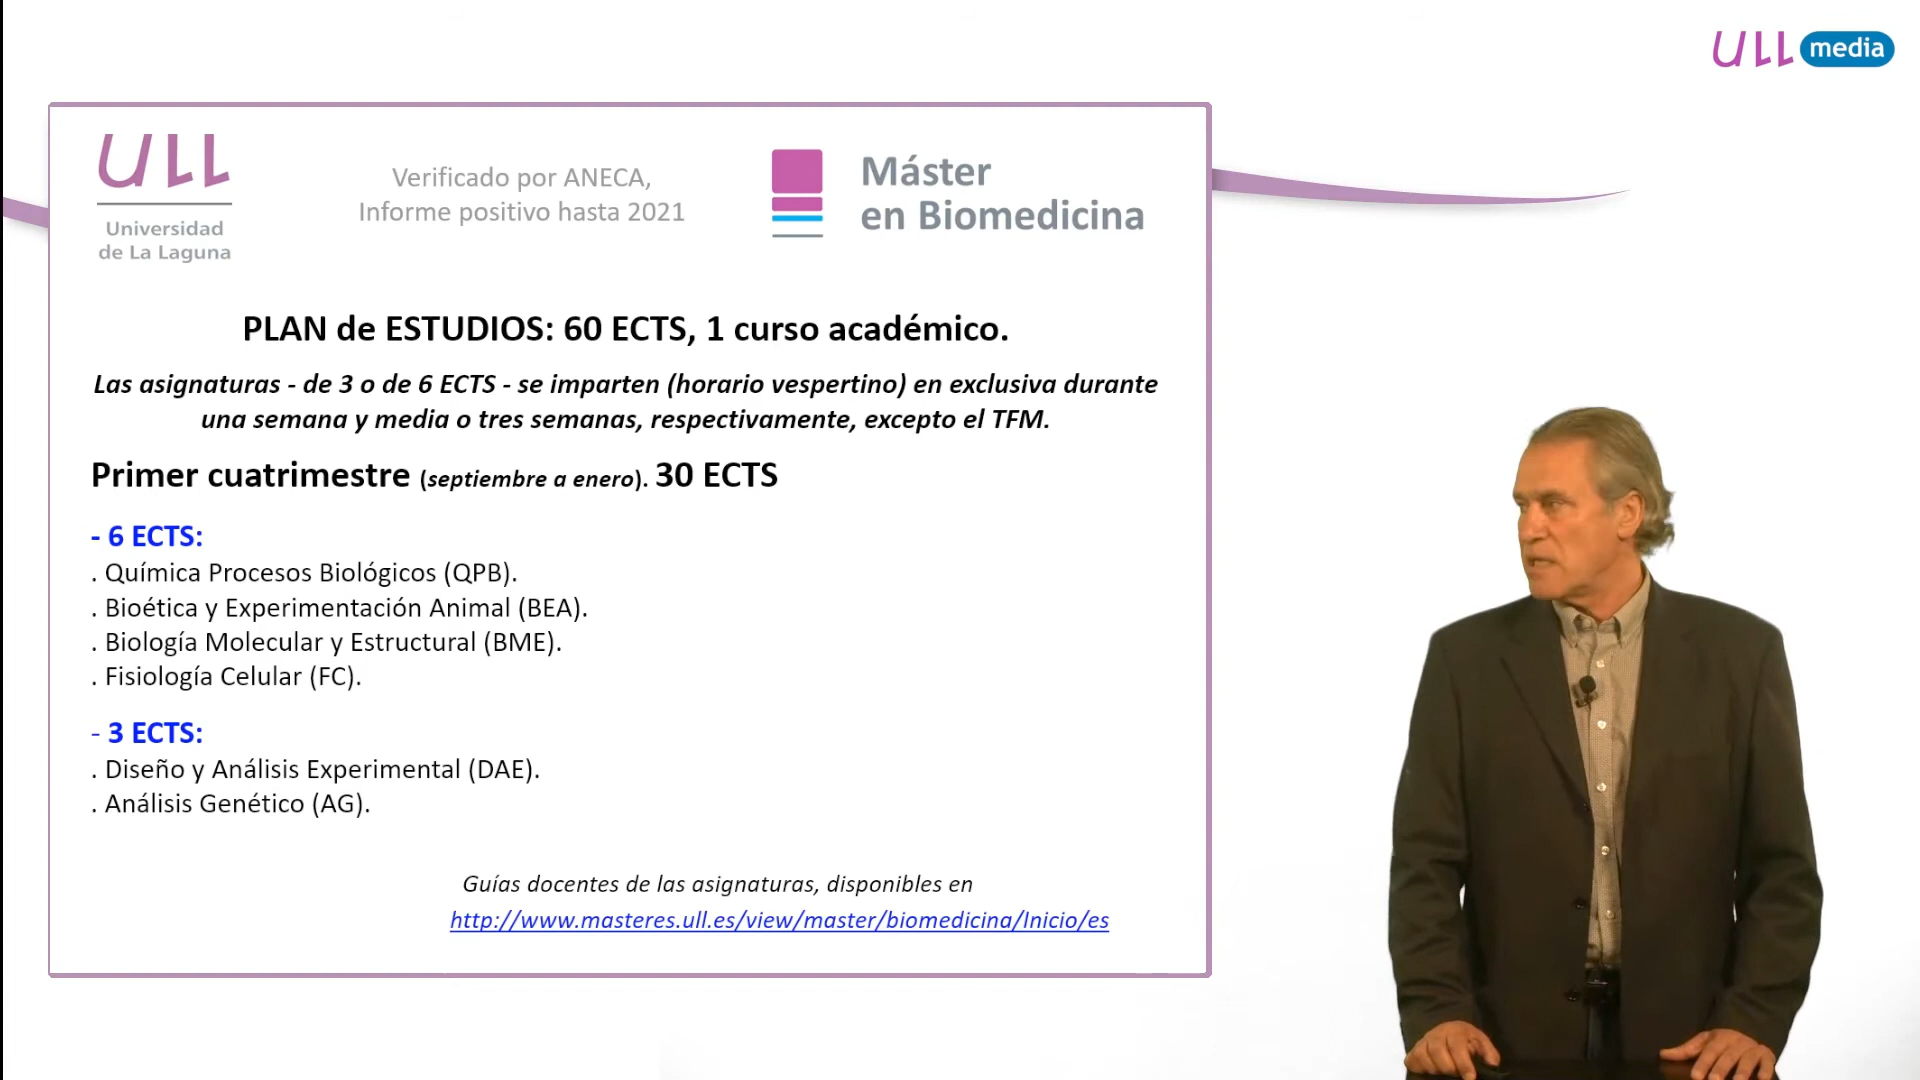 ULL media
ULL
Universidad
de La Laguna
Verificado por ANECA,
Informe positivo hasta 2021
Máster
en Biomedicina
PLAN de ESTUDIOS: 60 ECTS, 1 curso académico.
Las asignaturas - de 3 o de 6 ECTS - se imparten (horario vespertino) en exclusiva durante
una semana y media o tres semanas, respectivamente, excepto el TFM.
Primer cuatrimestre (septiembre a enero). 30 ECTS
- 6 ECTS:
. Química Procesos Biológicos (QPB).
. Bioética y Experimentación Animal (BEA).
. Biología Molecular y Estructural (BME).
. Fisiología Celular (FC).
- 3 ECTS:
. Diseño y Análisis Experimental (DAE).
. Análisis Genético (AG).
Guías docentes de las asignaturas, disponibles en
http://www.masteres.ull.es/view/master/biomedicina/Inicio/es